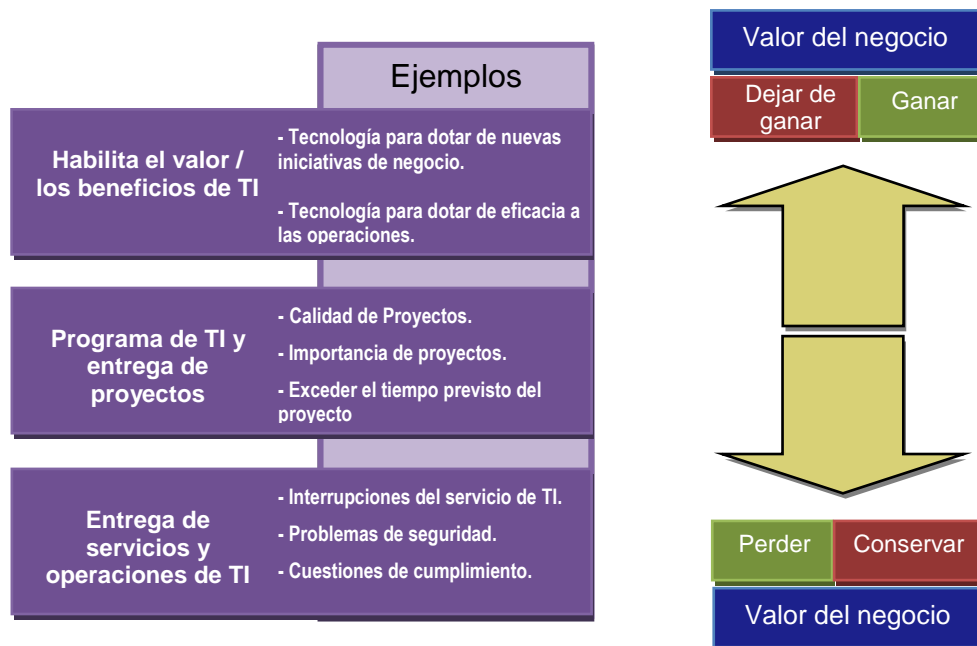 Ejemplos
Habilita el valor /
los beneficios de TI
- Tecnología para dotar de nuevas
iniciativas de negocio.
- Tecnología para dotar de eficacia a
las operaciones.
Programa de TI y
entrega de
proyectos
- Calidad de Proyectos.
- Importancia de proyectos.
- Exceder el tiempo previsto del
proyecto
Entrega de
servicios y
operaciones de TI
- Interrupciones del servicio de TI.
- Problemas de seguridad.
- Cuestiones de cumplimiento.
Valor del negocio
Dejar de
ganar
Ganar
Perder
Conservar
Valor del negocio